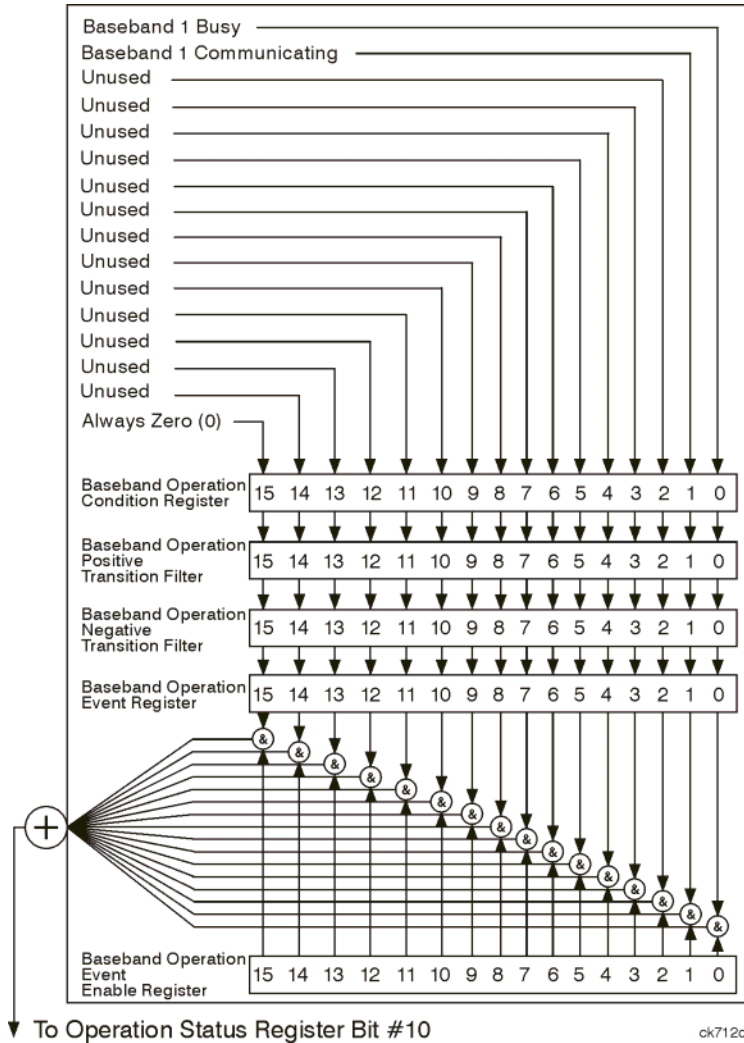 Baseband 1 Busy
Baseband 1 Communicating
Unused
Unused
Unused
Unused
Unused
Unused
Unused
Unused
Unused
Unused
Unused
Unused
Unused
Always Zero (0)
Baseband Operation
Condition Register
15 14 13 12 11 10 9 8 7 6 5 4 3 2 1 0
Baseband Operation
Positive
Transition Filter
15 14 13 12 11 10 9 8 7 6 5 4 3 2 1 0
Baseband Operation
Negative
Transition Filter
15 14 13 12 11 10 9 8 7 6 5 4 3 2 1 0
Baseband Operation
Event Register
15 14 13 12 11 10 9 8 7 6 5 4 3 2 1 0
& & & & & & & & & & & & & & & &
+
Baseband Operation
Event
Enable Register
15 14 13 12 11 10 9 8 7 6 5 4 3 2 1 0
To Operation Status Register Bit #10
ck712c